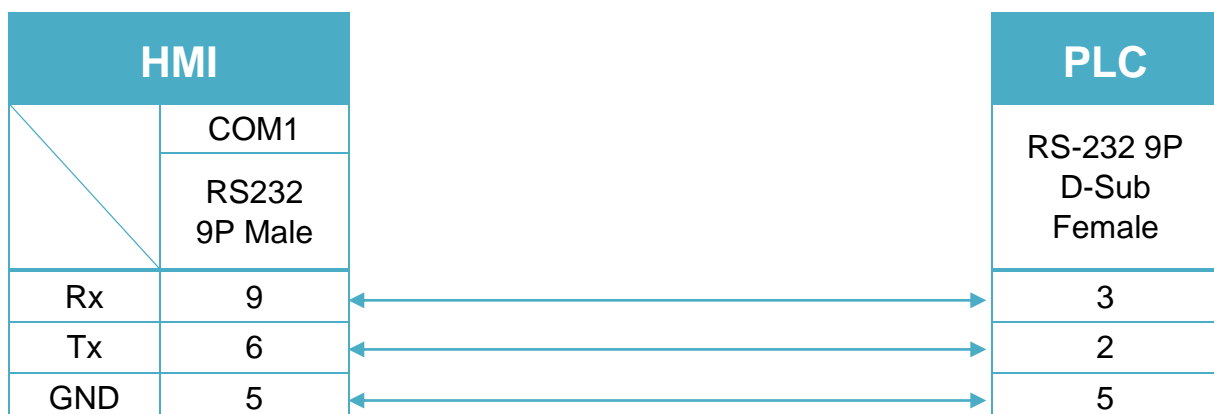 HMI PLC
COM1
RS232
9P Male
RS-232 9P
D-Sub
Female
Rx 9 3
Tx 6 2
GND 5 5